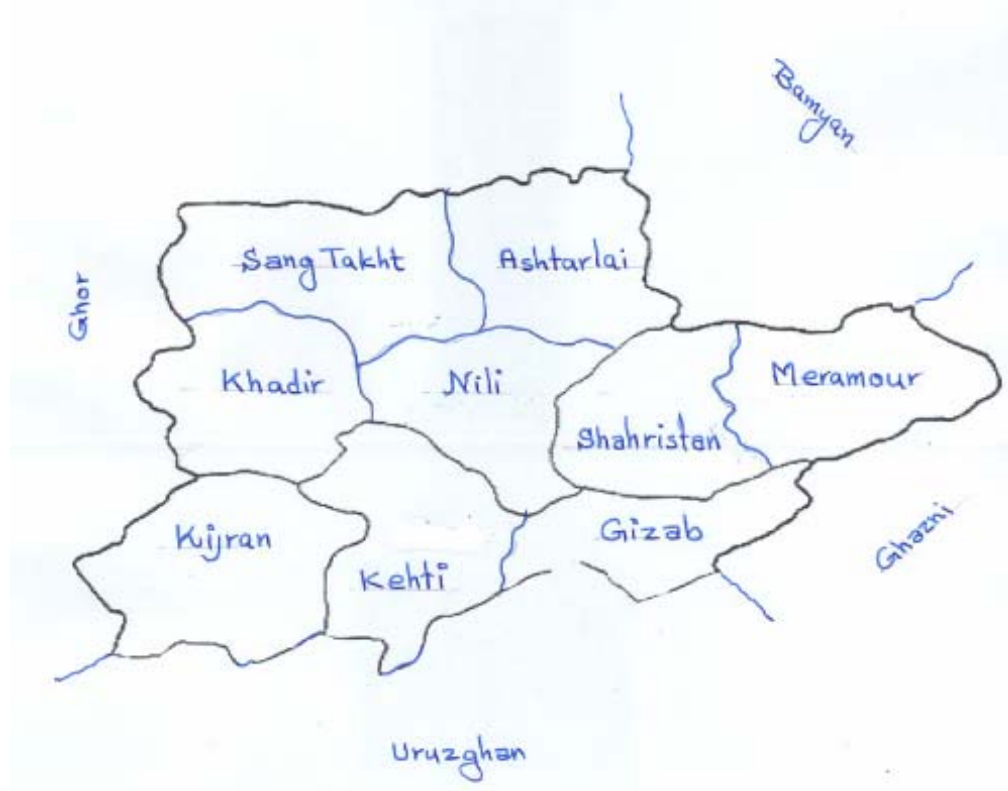 Bamyan
Sang Takht
Ashtarlai
Ghor
Khadir
Nili
Meramour
Shahristan
Kijran
Gizab
Ghazni
Kehti
Uruzghan